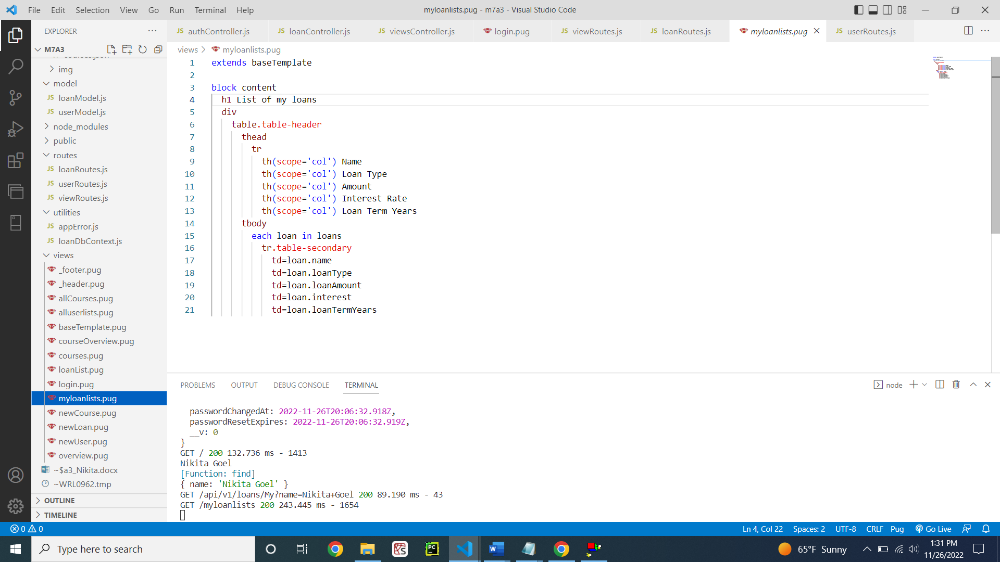 File Edit Selection View Go Run Terminal Help
myloanlists.pug - m7a3 - Visual Studio Code
EXPLORER
M7A3
img
model
JS loanModel.js
JS userModel.js
node_modules
public
routes
JS loanRoutes.js
JS userRoutes.js
JS viewRoutes.js
utilities
JS appError.js
JS loanDbContext.js
views
_footer.pug
_header.pug
allCourses.pug
alluserlists.pug
baseTemplate.pug
courseOverview.pug
courses.pug
loanList.pug
login.pug
myloanlists.pug
newCourse.pug
newLoan.pug
newUser.pug
overview.pug
~$a3_Nikita.docx
~WRL0962.tmp
OUTLINE
TIMELINE
JS authController.js JS loanController.js JS viewsController.js login.pug JS viewRoutes.js JS loanRoutes.js myloanlists.pug JS userRoutes.js
views > myloanlists.pug
1 extends baseTemplate
2
3 block content
4 h1 List of my loans
5 div
6 table.table-header
7 thead
8 tr
9 th(scope='col') Name
10 th(scope='col') Loan Type
11 th(scope='col') Amount
12 th(scope='col') Interest Rate
13 th(scope='col') Loan Term Years
14 tbody
15 each loan in loans
16 tr.table-secondary
17 td=loan.name
18 td=loan.loanType
19 td=loan.loanAmount
20 td=loan.interest
21 td=loan.loanTermYears
PROBLEMS OUTPUT DEBUG CONSOLE TERMINAL
node
passwordChangedAt: 2022-11-26T20:06:32.918Z,
passwordResetExpires: 2022-11-26T20:06:32.919Z,
__v: 0
}
GET / 200 132.736 ms - 1413
Nikita Goel
[Function: find]
{ name: 'Nikita Goel' }
GET /api/v1/loans/My?name=Nikita+Goel 200 89.190 ms - 43
GET /myloanlists 200 243.445 ms - 1654
0 0
Ln 4, Col 22 Spaces: 2 UTF-8 CRLF Pug Go Live
Type here to search
PC
W
65°F Sunny
1:31 PM
11/26/2022